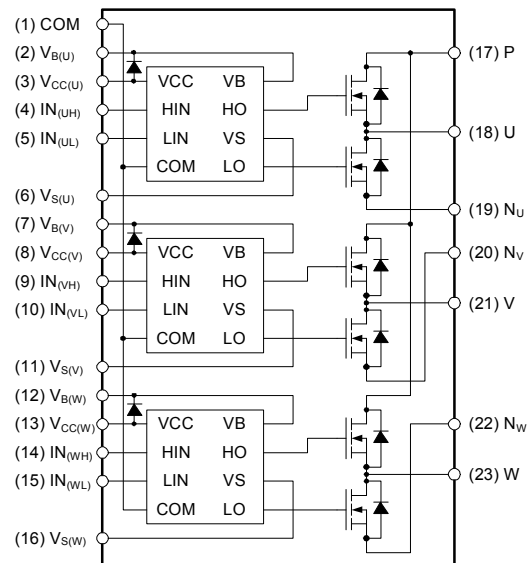 (1) COM
(2) VB(U)
(3) VCC(U)
(4) IN(UH)
(5) IN(UL)
(6) VS(U)
(7) VB(V)
(8) VCC(V)
(9) IN(VH)
(10) IN(VL)
(11) VS(V)
(12) VB(W)
(13) VCC(W)
(14) IN(WH)
(15) IN(WL)
(16) VS(W)
VCC VB
HIN HO
LIN VS
COM LO
VCC VB
HIN HO
LIN VS
COM LO
VCC VB
HIN HO
LIN VS
COM LO
(17) P
(18) U
(19) NU
(20) NV
(21) V
(22) NW
(23) W